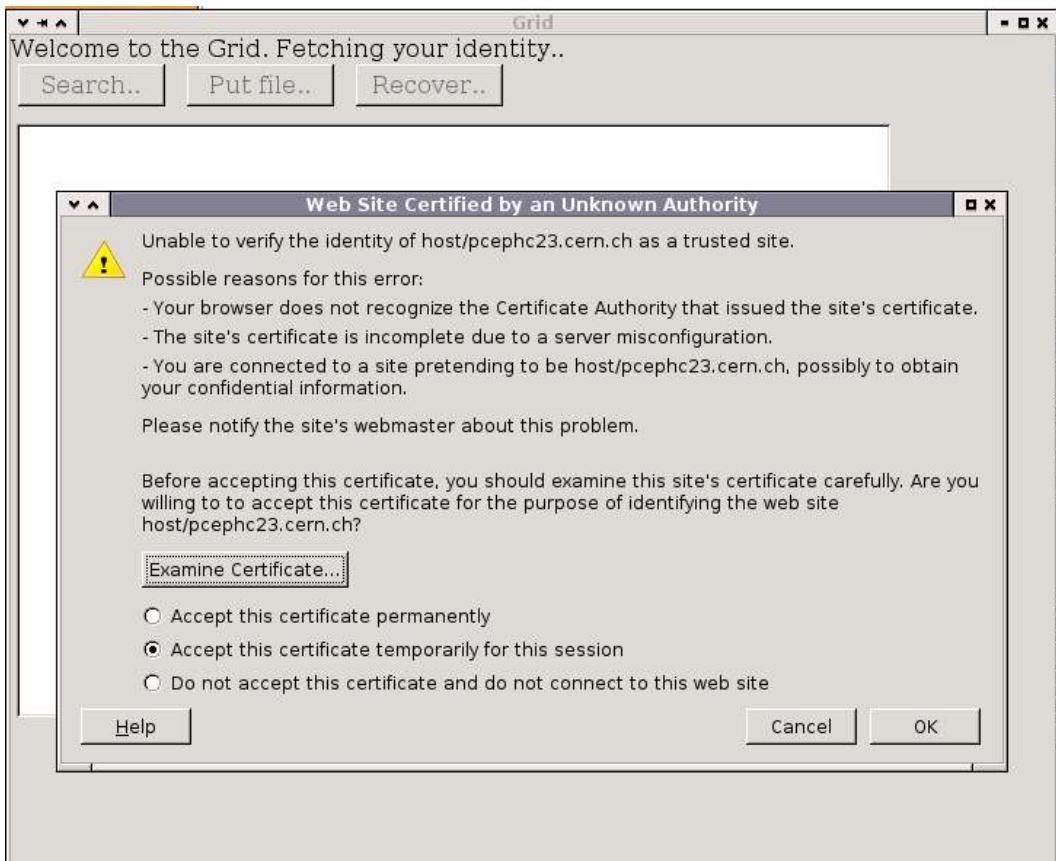 Grid
Welcome to the Grid. Fetching your identity..
Search.. Put file.. Recover..
Web Site Certified by an Unknown Authority
Unable to verify the identity of host/pcephc23.cern.ch as a trusted site.
Possible reasons for this error:
- Your browser does not recognize the Certificate Authority that issued the site's certificate.
- The site's certificate is incomplete due to a server misconfiguration.
- You are connected to a site pretending to be host/pcephc23.cern.ch, possibly to obtain
your confidential information.
Please notify the site's webmaster about this problem.
Before accepting this certificate, you should examine this site's certificate carefully. Are you
willing to to accept this certificate for the purpose of identifying the web site
host/pcephc23.cern.ch?
Examine Certificate...
Accept this certificate permanently
Accept this certificate temporarily for this session
Do not accept this certificate and do not connect to this web site
Help Cancel OK